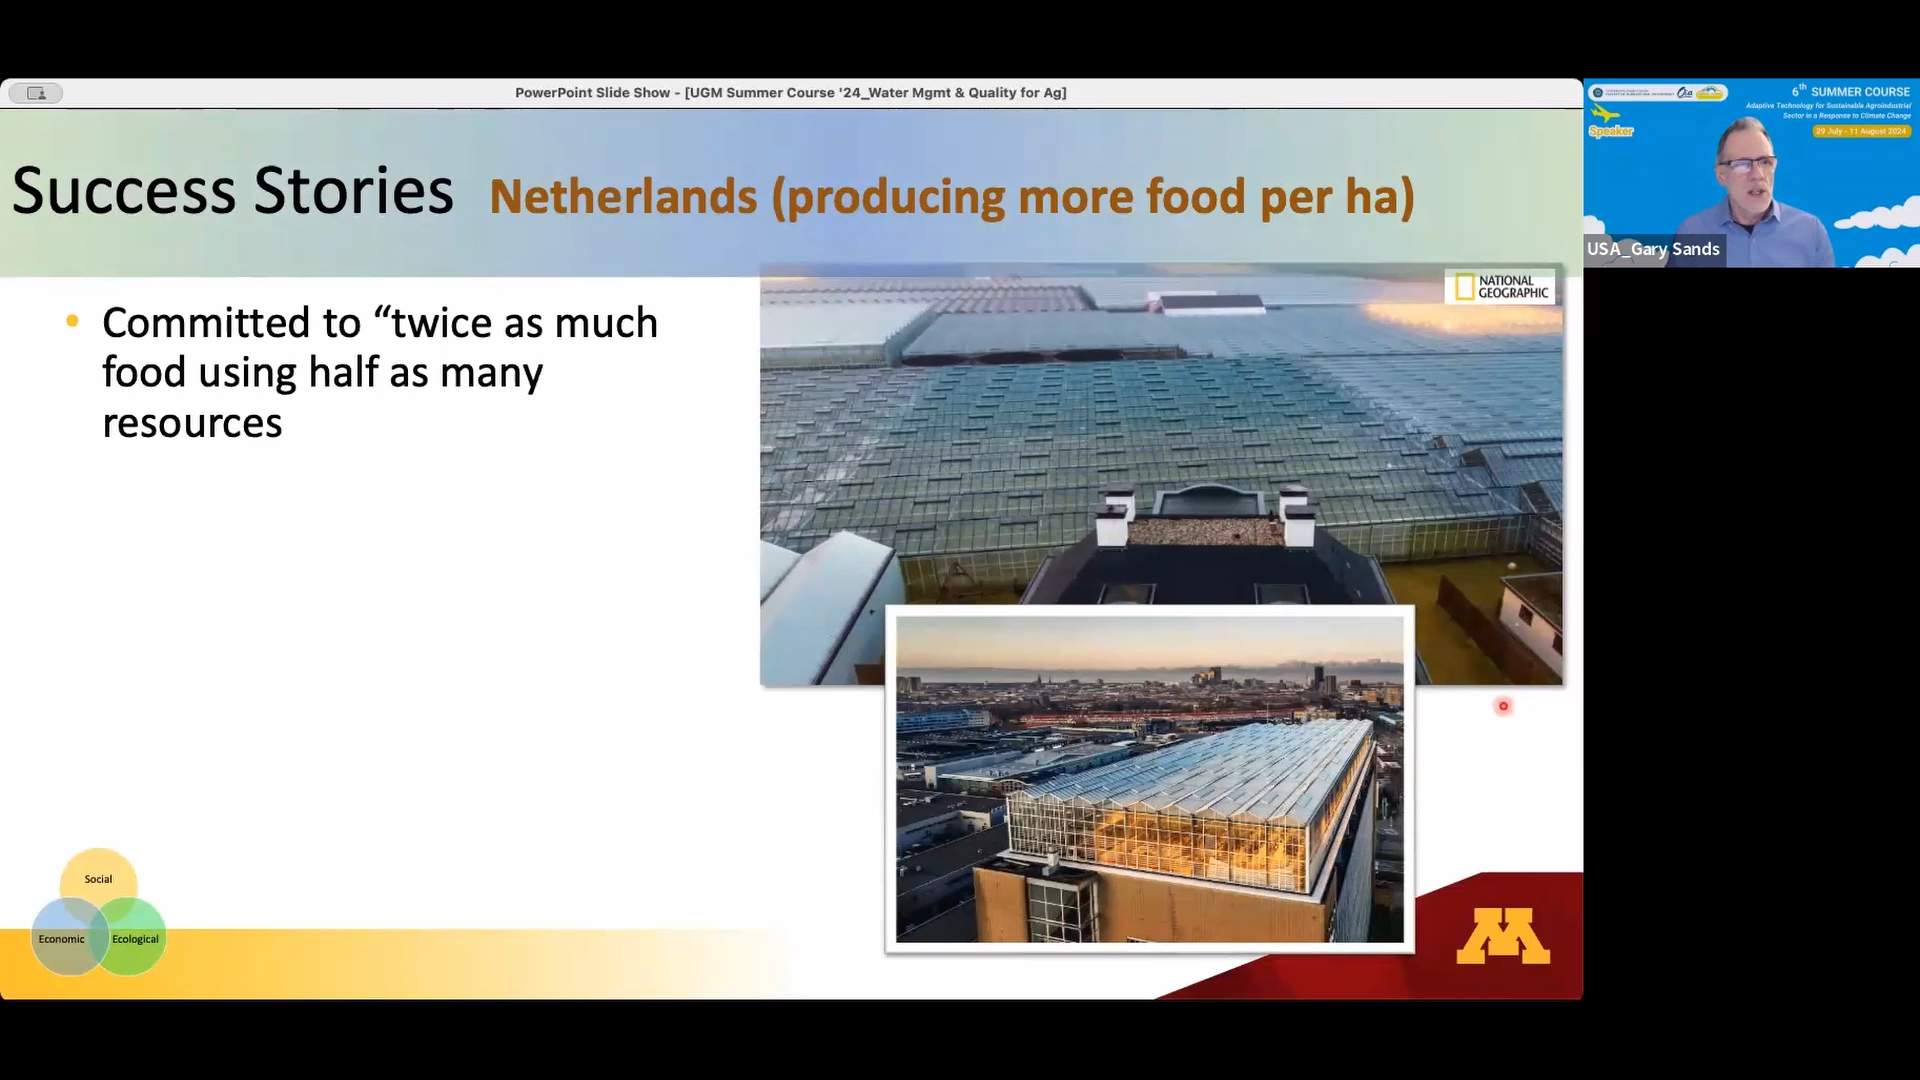 PowerPoint Slide Show - [UGM Summer Course '24_Water Mgmt & Quality for Ag]
Success Stories Netherlands (producing more food per ha)
• Committed to “twice as much
food using half as many
resources
NATIONAL
GEOGRAPHIC
Social
Economic Ecological
M
6th SUMMER COURSE
Adaptive Technology for Sustainable Agroindustrial
Sector in a Response to Climate Change
29 July - 11 August 2024
Speaker
USA_Gary Sands